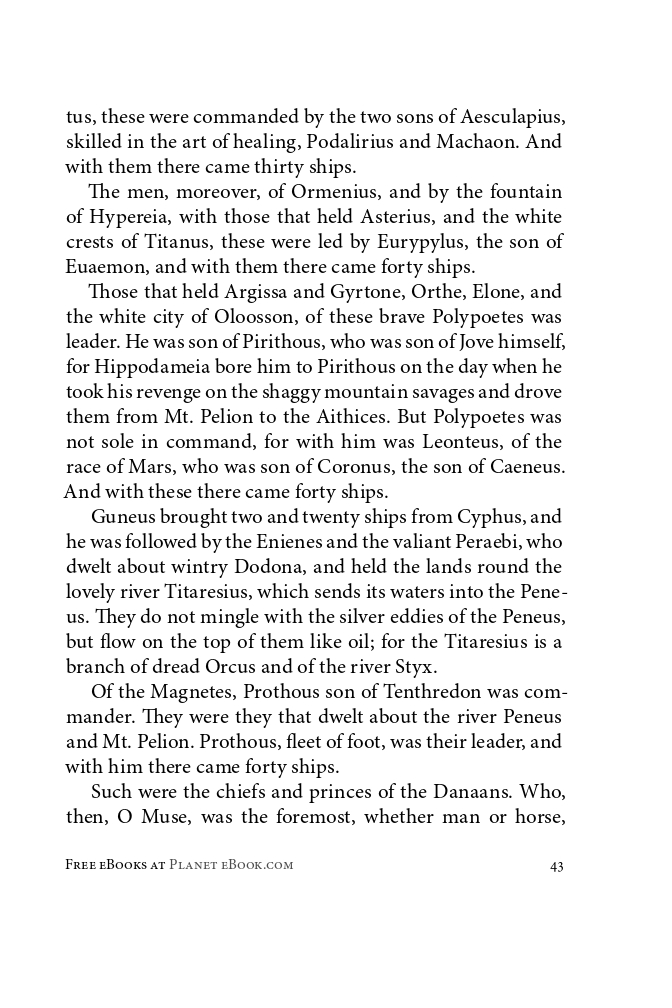 tus, these were commanded by the two sons of Aesculapius,
skilled in the art of healing, Podalirius and Machaon. And
with them there came thirty ships.
The men, moreover, of Ormenius, and by the fountain
of Hypereia, with those that held Asterius, and the white
crests of Titanus, these were led by Eurypylus, the son of
Euaemon, and with them there came forty ships.
Those that held Argissa and Gyrtone, Orthe, Elone, and
the white city of Oloosson, of these brave Polypoetes was
leader. He was son of Pirithous, who was son of Jove himself,
for Hippodameia bore him to Pirithous on the day when he
took his revenge on the shaggy mountain savages and drove
them from Mt. Pelion to the Aithices. But Polypoetes was
not sole in command, for with him was Leonteus, of the
race of Mars, who was son of Coronus, the son of Caeneus.
And with these there came forty ships.
Guneus brought two and twenty ships from Cyphus, and
he was followed by the Enienes and the valiant Peraebi, who
dwelt about wintry Dodona, and held the lands round the
lovely river Titaresius, which sends its waters into the Pene-
us. They do not mingle with the silver eddies of the Peneus,
but flow on the top of them like oil; for the Titaresius is a
branch of dread Orcus and of the river Styx.
Of the Magnetes, Prothous son of Tenthredon was com-
mander. They were they that dwelt about the river Peneus
and Mt. Pelion. Prothous, fleet of foot, was their leader, and
with him there came forty ships.
Such were the chiefs and princes of the Danaans. Who,
then, O Muse, was the foremost, whether man or horse,
Free eBooks at Planet eBook.com 43